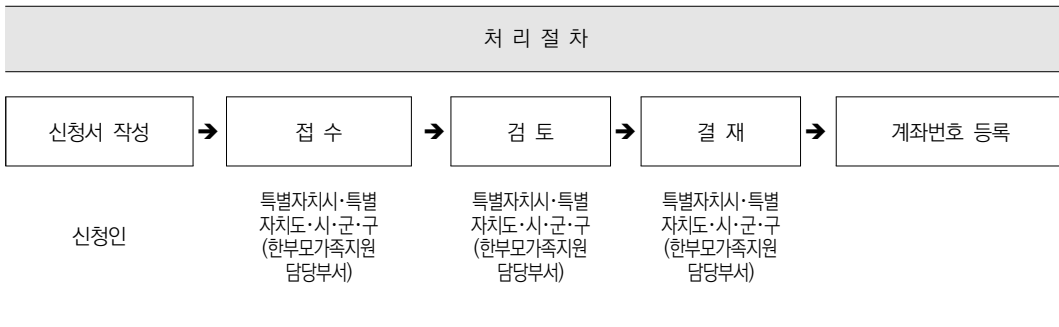 처 리 절 차
신청서 작성 ➔ 접 수 ➔ 검 토 ➔ 결 재 ➔ 계좌번호 등록
신청인
특별자치시·특별
자치도·시·군·구
(한부모가족지원
담당부서)
특별자치시·특별
자치도·시·군·구
(한부모가족지원
담당부서)
특별자치시·특별
자치도·시·군·구
(한부모가족지원
담당부서)